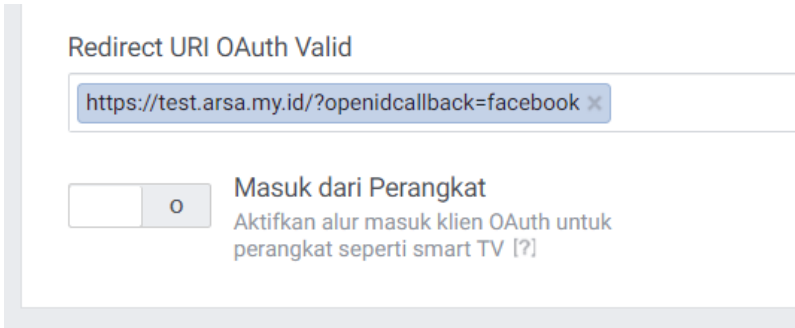 Redirect URI OAuth Valid
https://test.arsa.my.id/?openidcallback=facebook ×
O
Masuk dari Perangkat
Aktifkan alur masuk klien OAuth untuk
perangkat seperti smart TV [?]